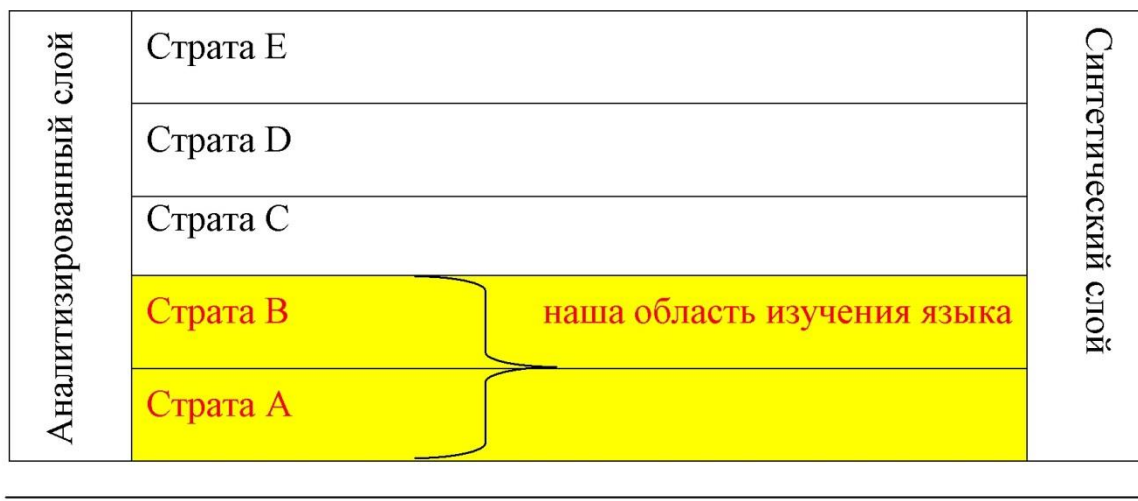 Аналитизированный слой
Страта E
Страта D
Страта C
Страта B
наша область изучения языка
Страта A
Синтетический слой